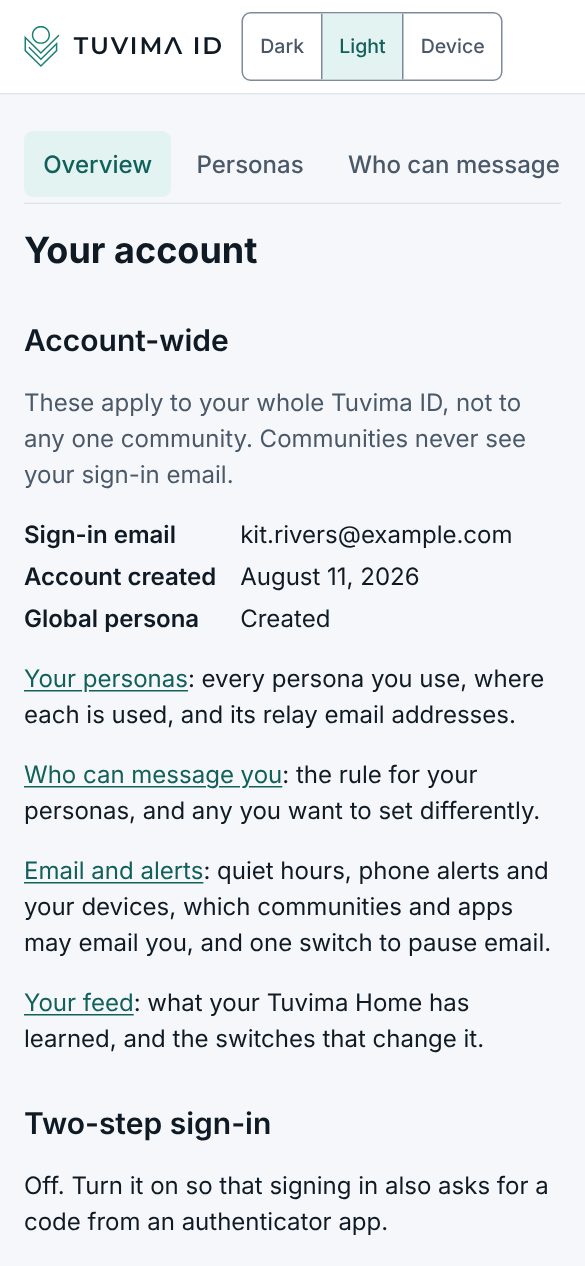 TUVIMA ID
Dark
Light
Device
Overview
Personas
Who can message
Your account
Account-wide
These apply to your whole Tuvima ID, not to
any one community. Communities never see
your sign-in email.
Sign-in email kit.rivers@example.com
Account created August 11, 2026
Global persona Created
Your personas: every persona you use, where
each is used, and its relay email addresses.
Who can message you: the rule for your
personas, and any you want to set differently.
Email and alerts: quiet hours, phone alerts and
your devices, which communities and apps
may email you, and one switch to pause email.
Your feed: what your Tuvima Home has
learned, and the switches that change it.
Two-step sign-in
Off. Turn it on so that signing in also asks for a
code from an authenticator app.